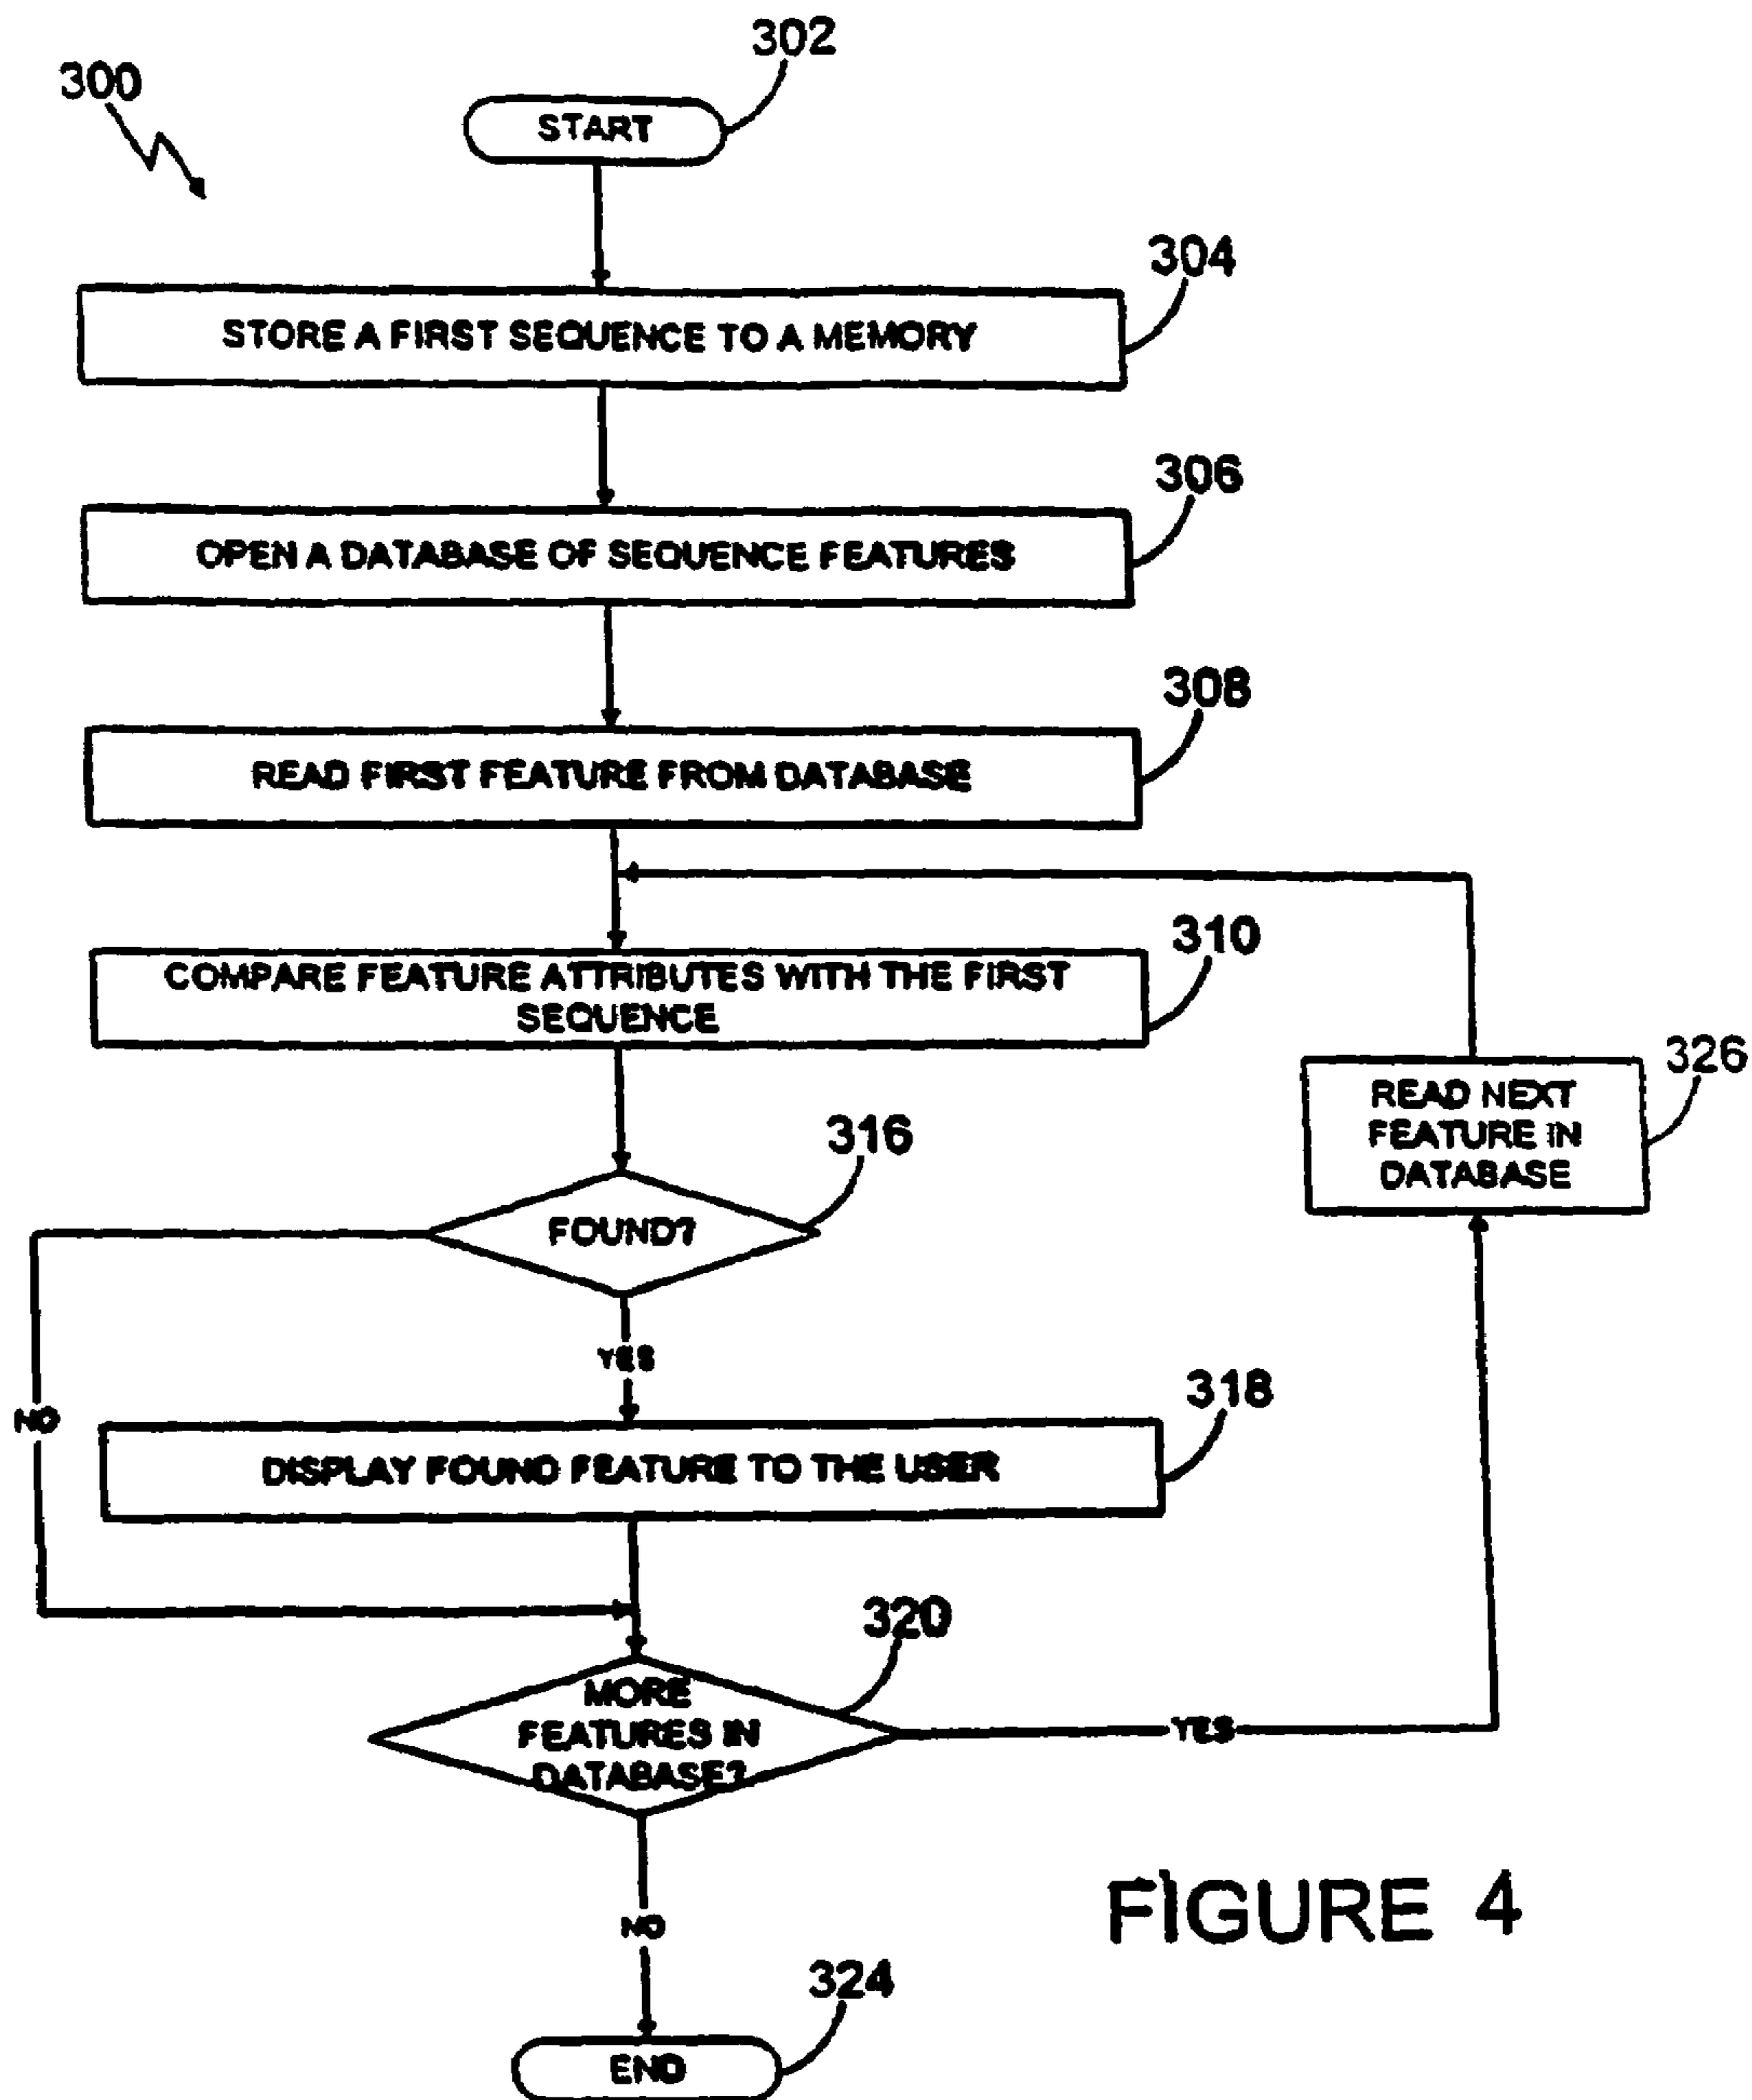 302
300
START
304
STORE A FIRST SEQUENCE TO A MEMORY
306
OPEN A DATABASE OF SEQUENCE FEATURES
308
READ FIRST FEATURE FROM DATABASE
310
COMPARE FEATURE ATTRIBUTES WITH THE FIRST
SEQUENCE
326
READ NEXT
FEATURE IN
DATABASE
316
FOUND?
YES
NO
318
DISPLAY FOUND FEATURE TO THE USER
320
MORE
FEATURES IN
DATABASE?
YES
NO
FIGURE 4
324
END